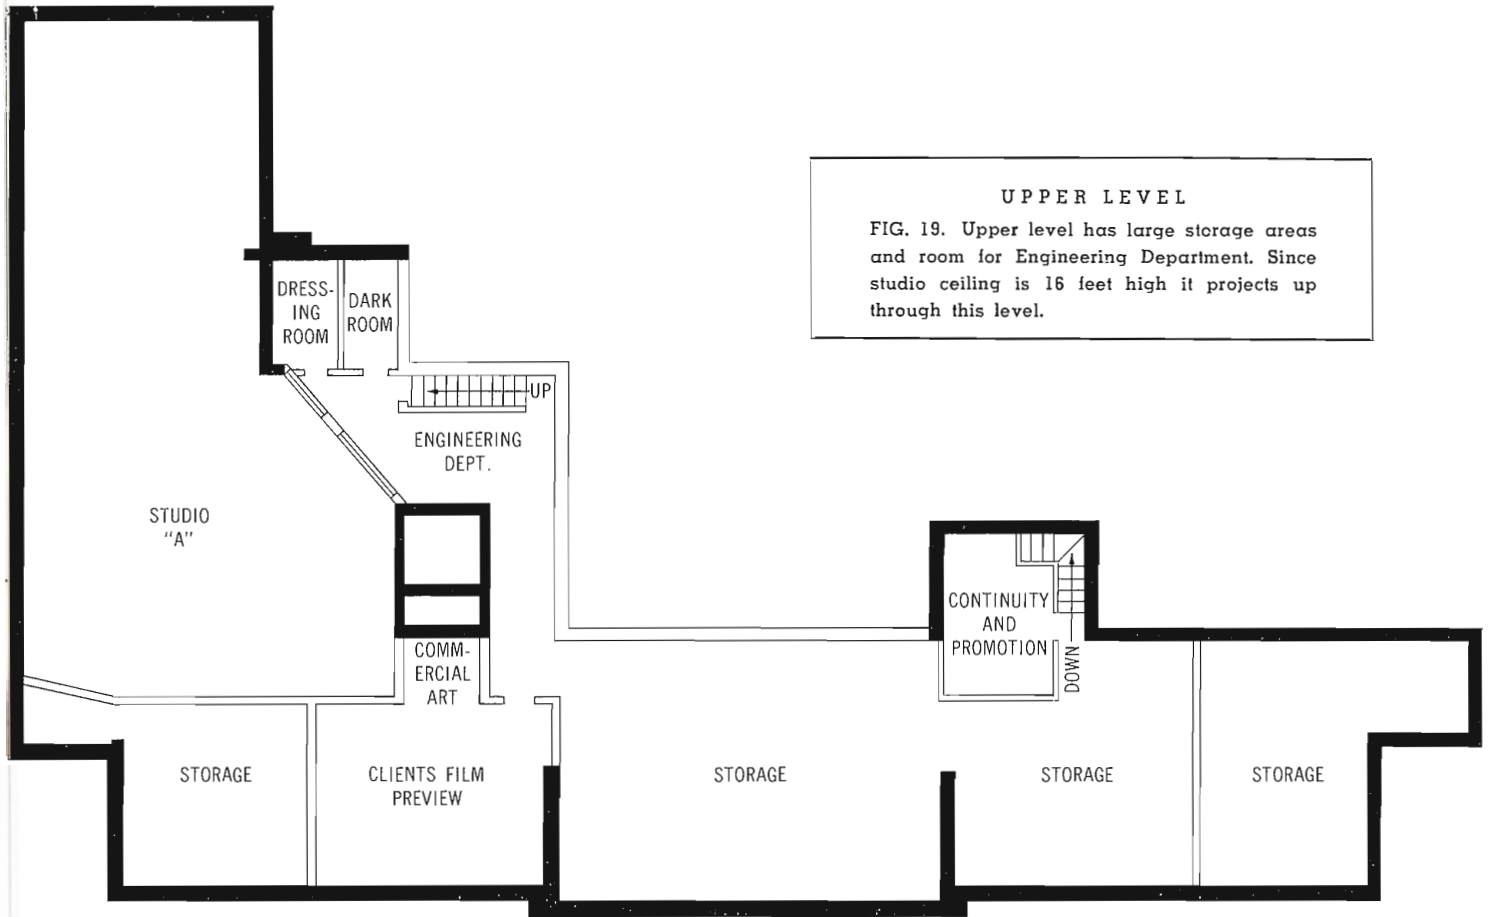 UPPER LEVEL
FIG. 19. Upper level has large storage areas
and room for Engineering Department. Since
studio ceiling is 16 feet high it projects up
through this level.
DRESS-
ING
ROOM
DARK
ROOM
UP
ENGINEERING
DEPT.
STUDIO
"A"
CONTINUITY
AND
PROMOTION
DOWN
COMM-
ERCIAL
ART
STORAGE
CLIENTS FILM
PREVIEW
STORAGE
STORAGE
STORAGE